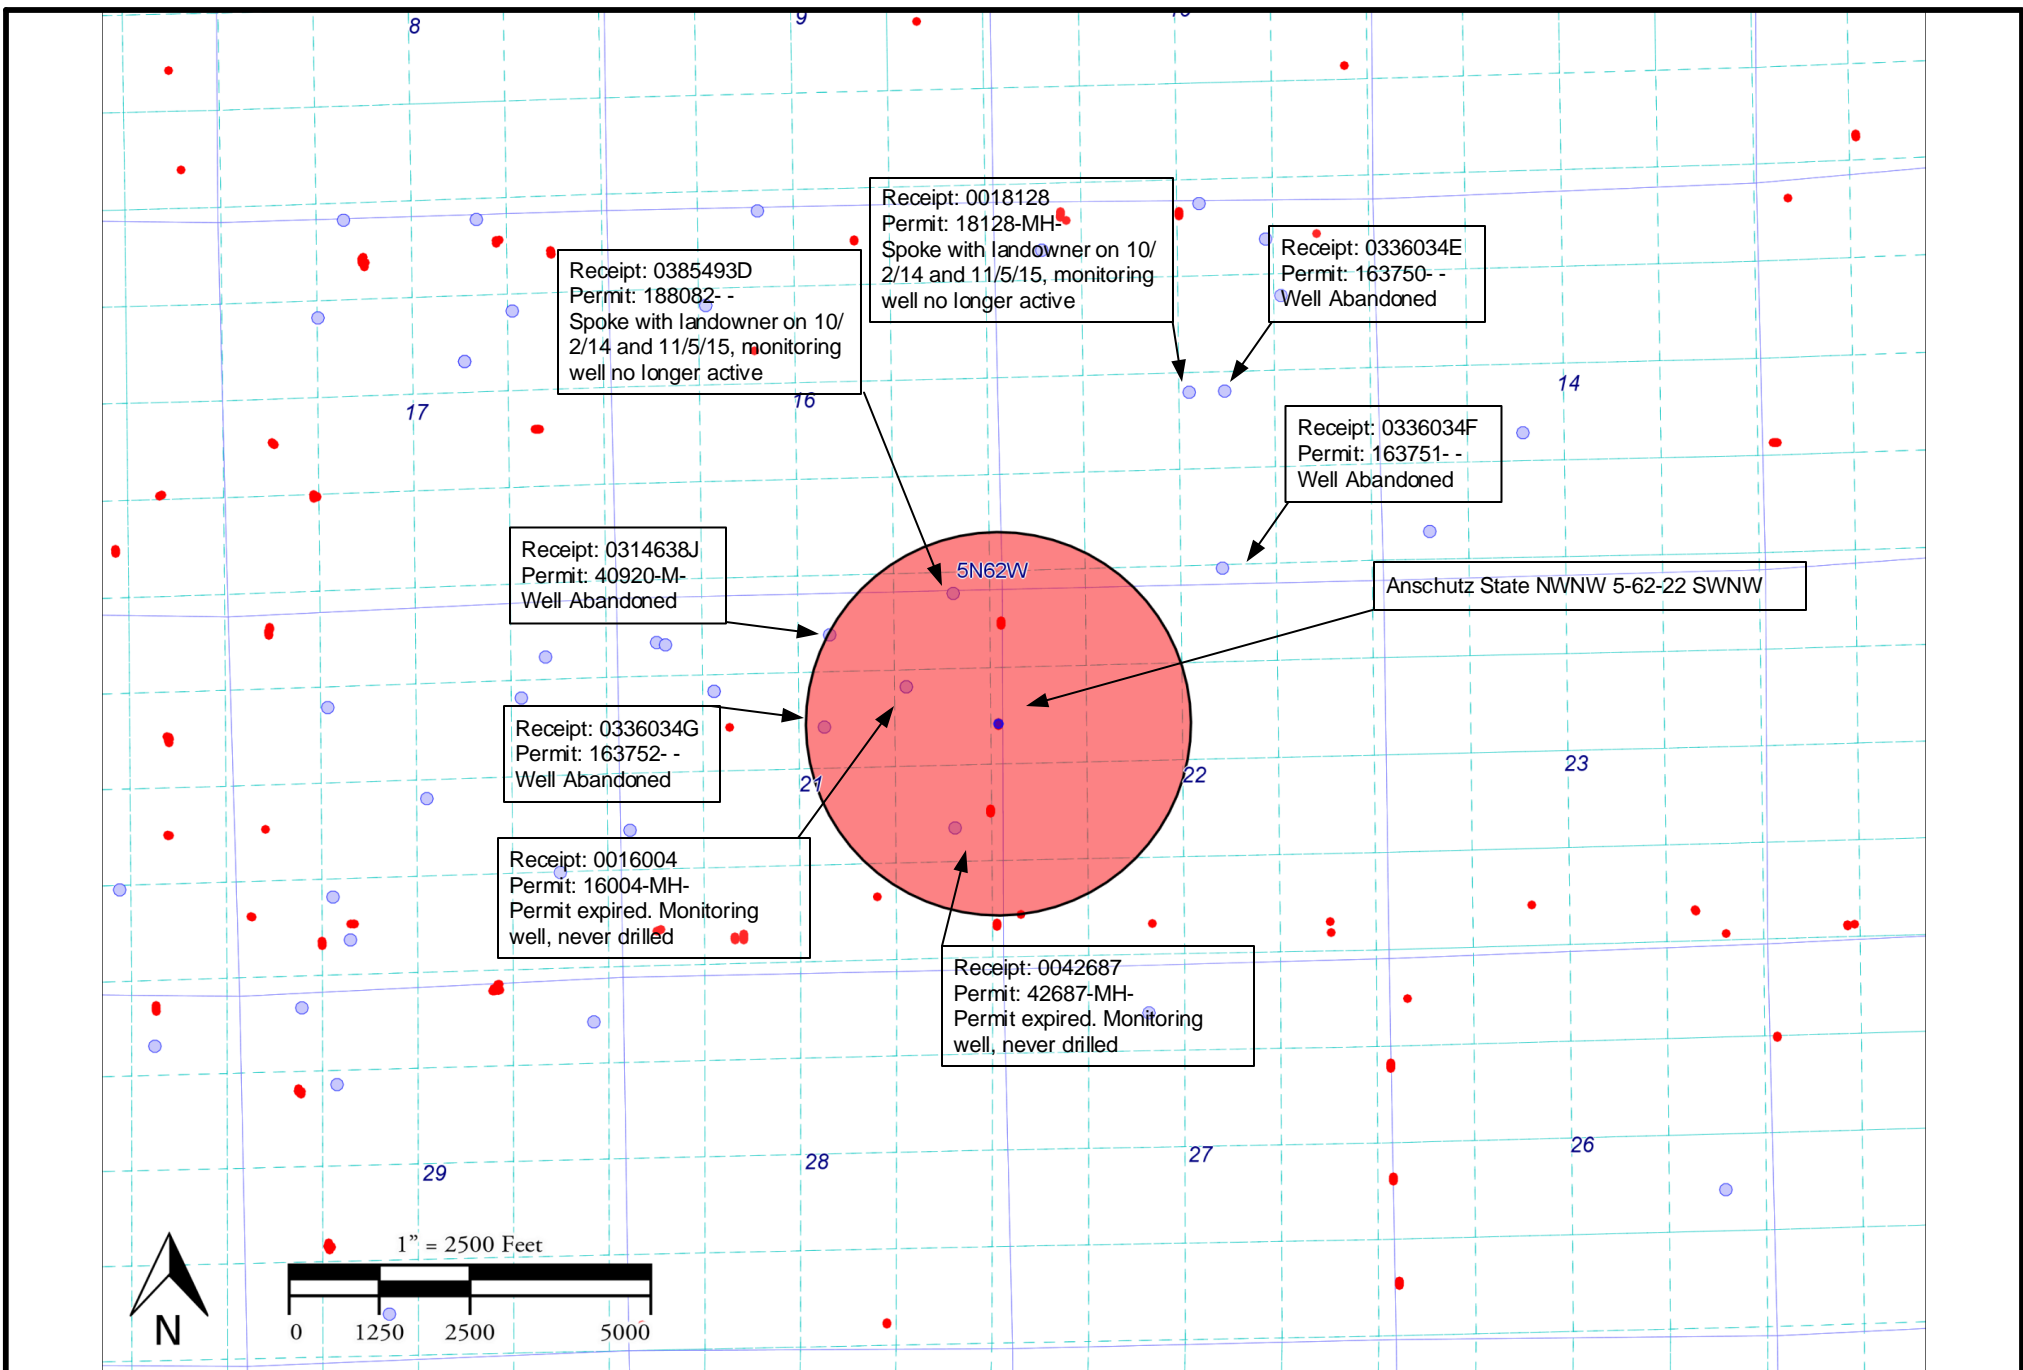 8
9
Receipt: 0018128
Permit: 18128-MH-
Spoke with landowner on 10/
2/14 and 11/5/15, monitoring
well no longer active
Receipt: 0336034E
Permit: 163750- -
Well Abandoned
Receipt: 0385493D
Permit: 188082- -
Spoke with landowner on 10/
2/14 and 11/5/15, monitoring
well no longer active
17
16
14
Receipt: 0336034F
Permit: 163751- -
Well Abandoned
Receipt: 0314638J
Permit: 40920-M-
Well Abandoned
5N62W
Anschutz State NWNW 5-62-22 SWNW
Receipt: 0336034G
Permit: 163752- -
Well Abandoned
21
22
23
Receipt: 0016004
Permit: 16004-MH-
Permit expired. Monitoring
well, never drilled
Receipt: 0042687
Permit: 42687-MH-
Permit expired. Monitoring
well, never drilled
29
28
27
26
1” = 2500 Feet
0 1250 2500 5000
N